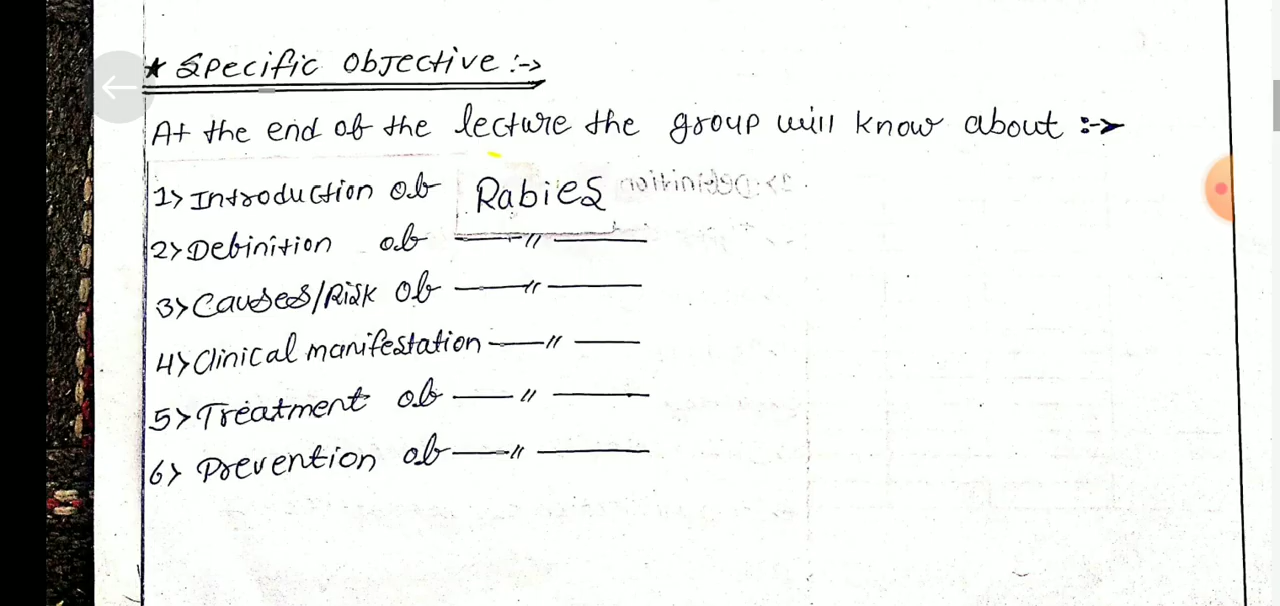 * Specific Objective :->
At the end of the lecture the group will know about :->
1> Introduction of Rabies
2> Definition of —〃—
3> Causes/Risk of —〃—
4> Clinical manifestation —〃—
5> Treatment of —〃—
6> Prevention of —〃—